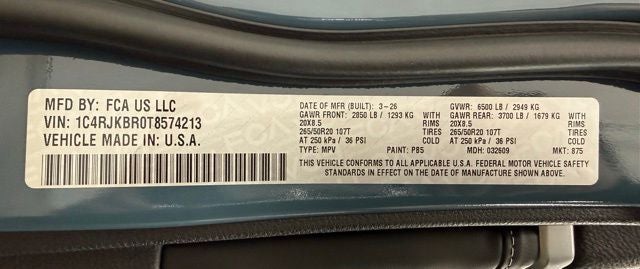 MFD BY: FCA US LLC
VIN: 1C4RJKBR0T8574213
VEHICLE MADE IN: U.S.A.
DATE OF MFR (BUILT): 3-26 GVWR: 6500 LB / 2949 KG
GAWR FRONT: 2850 LB / 1293 KG WITH GAWR REAR: 3700 LB / 1679 KG WITH
20X8.5 RIMS 20X8.5 RIMS
265/50R20 107T TIRES 265/50R20 107T TIRES
AT 250 kPa / 36 PSI AT 250 kPa / 36 PSI
TYPE: MPV PAINT: PB5 MDH: 032609 MKT: 875
THIS VEHICLE CONFORMS TO ALL APPLICABLE U.S.A. FEDERAL MOTOR VEHICLE SAFETY
STANDARDS IN EFFECT ON THE DATE OF MANUFACTURE SHOWN ABOVE.